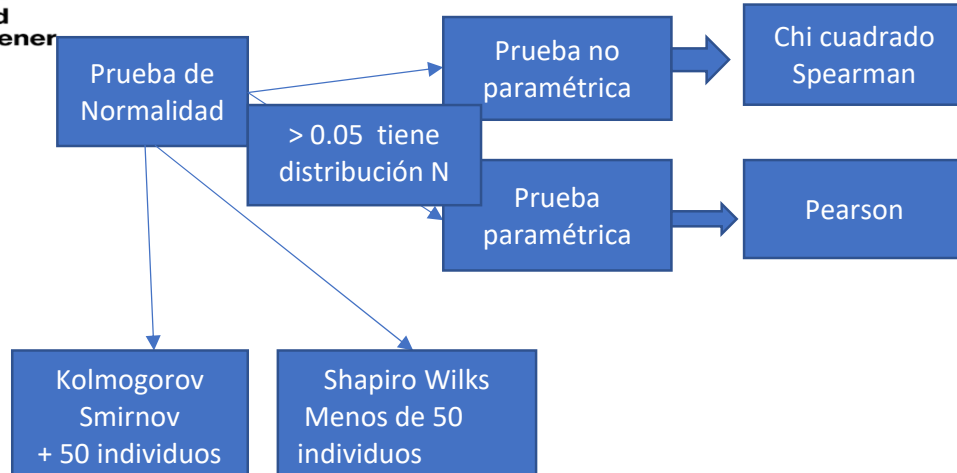 d
ener
Prueba de
Normalidad
Prueba no
paramétrica
Chi cuadrado
Spearman
> 0.05 tiene
distribución N
Prueba
paramétrica
Pearson
Kolmogorov
Smirnov
+ 50 individuos
Shapiro Wilks
Menos de 50
individuos